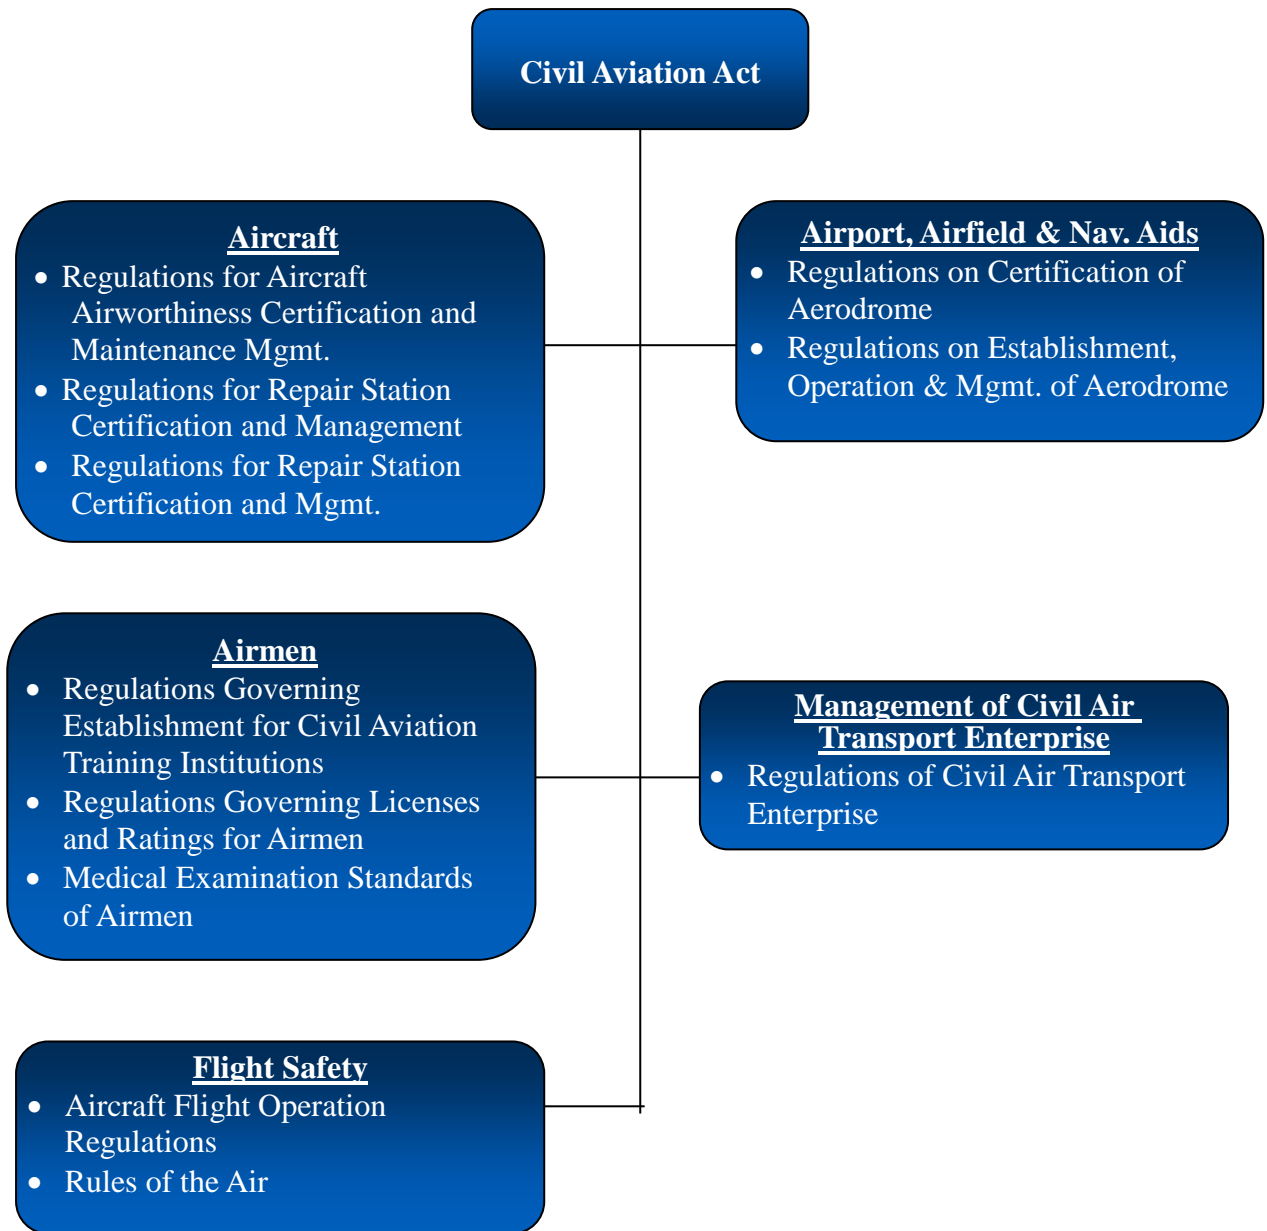 Civil Aviation Act
Aircraft
• Regulations for Aircraft
Airworthiness Certification and
Maintenance Mgmt.
• Regulations for Repair Station
Certification and Management
• Regulations for Repair Station
Certification and Mgmt.
Airport, Airfield & Nav. Aids
• Regulations on Certification of
Aerodrome
• Regulations on Establishment,
Operation & Mgmt. of Aerodrome
Airmen
• Regulations Governing
Establishment for Civil Aviation
Training Institutions
• Regulations Governing Licenses
and Ratings for Airmen
• Medical Examination Standards
of Airmen
Management of Civil Air
Transport Enterprise
• Regulations of Civil Air Transport
Enterprise
Flight Safety
• Aircraft Flight Operation
Regulations
• Rules of the Air